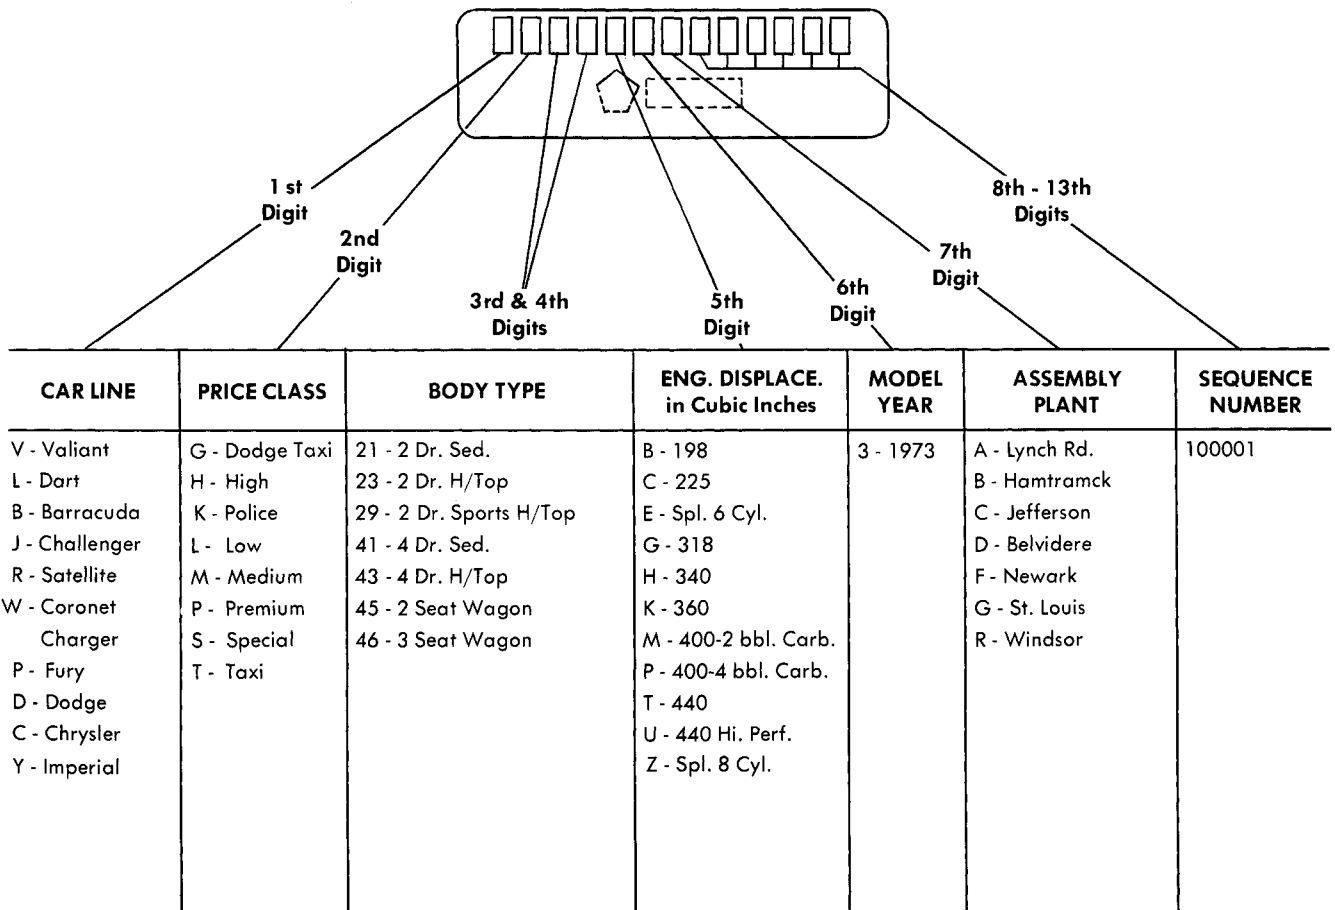 1 st
Digit
2nd
Digit
3rd & 4th
Digits
5th
Digit
6th
Digit
7th
Digit
8th - 13th
Digits
CAR LINE
PRICE CLASS
BODY TYPE
ENG. DISPLACE.
in Cubic Inches
MODEL
YEAR
ASSEMBLY
PLANT
SEQUENCE
NUMBER
V - Valiant
L - Dart
B - Barracuda
J - Challenger
R - Satellite
W - Coronet
Charger
P - Fury
D - Dodge
C - Chrysler
Y - Imperial
G - Dodge Taxi
H - High
K - Police
L - Low
M - Medium
P - Premium
S - Special
T - Taxi
21 - 2 Dr. Sed.
23 - 2 Dr. H/Top
29 - 2 Dr. Sports H/Top
41 - 4 Dr. Sed.
43 - 4 Dr. H/Top
45 - 2 Seat Wagon
46 - 3 Seat Wagon
B - 198
C - 225
E - Spl. 6 Cyl.
G - 318
H - 340
K - 360
M - 400-2 bbl. Carb.
P - 400-4 bbl. Carb.
T - 440
U - 440 Hi. Perf.
Z - Spl. 8 Cyl.
3 - 1973
A - Lynch Rd.
B - Hamtramck
C - Jefferson
D - Belvidere
F - Newark
G - St. Louis
R - Windsor
100001